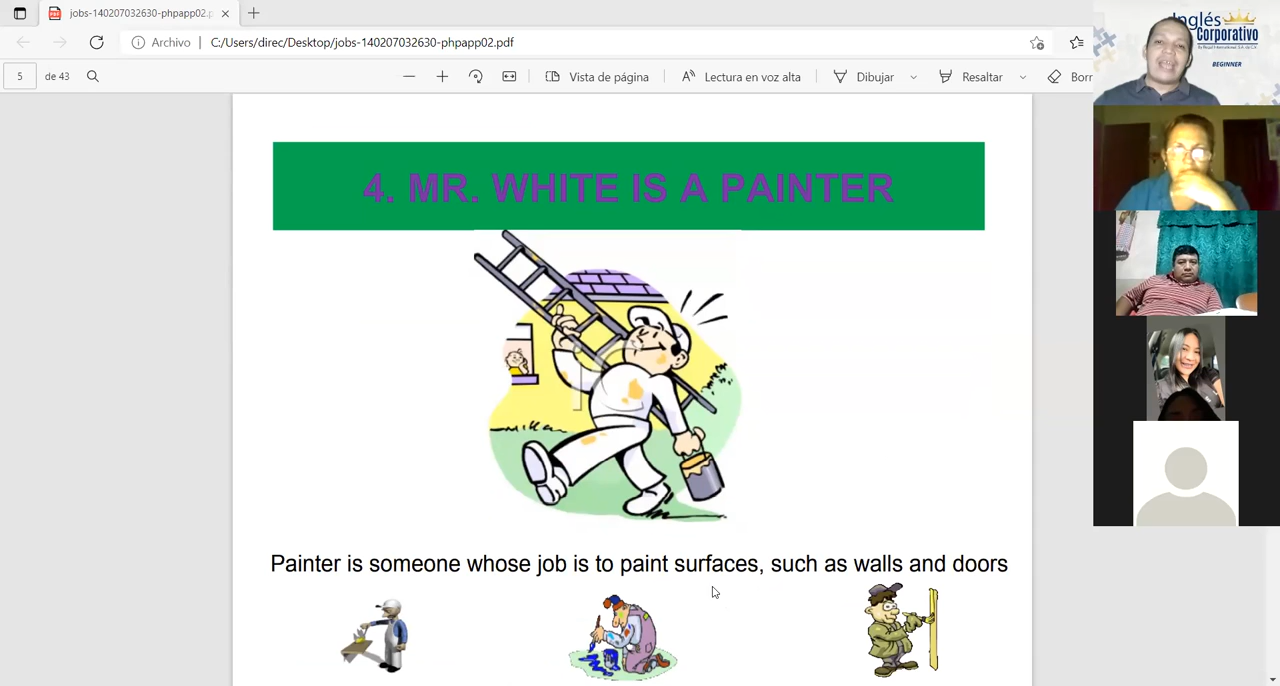 jobs-140207032630-phpapp02.p
Archivo
C:/Users/direc/Desktop/jobs-140207032630-phpapp02.pdf
5
de 43
Vista de página
Lectura en voz alta
Dibujar
Resaltar
Borr
Inglés
Corporativo
BEGINNER
4. MR. WHITE IS A PAINTER
Painter is someone whose job is to paint surfaces, such as walls and doors